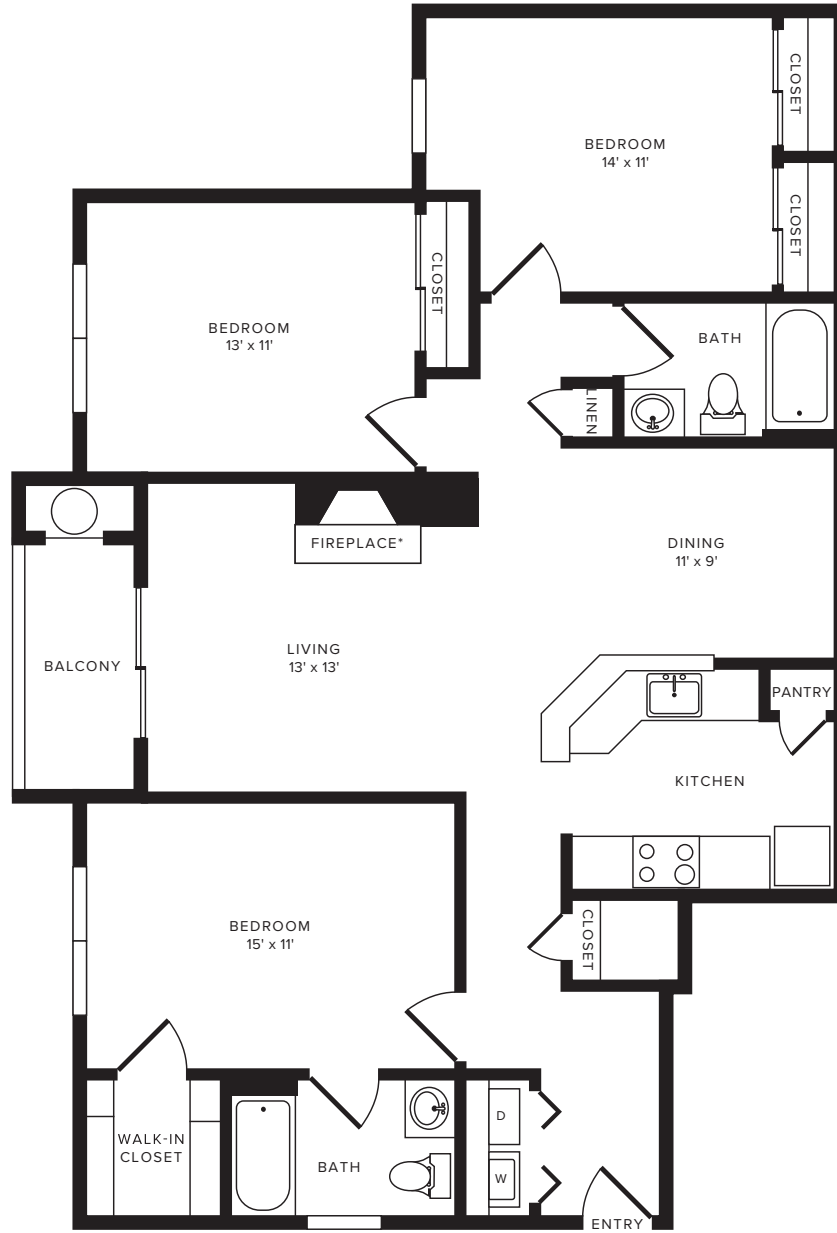 CLOSET
BEDROOM
14' x 11'
CLOSET
CLOSET
BEDROOM
13' x 11'
BATH
LINEN
FIREPLACE*
DINING
11' x 9'
LIVING
13' x 13'
BALCONY
PANTRY
KITCHEN
BEDROOM
15' x 11'
CLOSET
D
WALK-IN
CLOSET
BATH
W
ENTRY